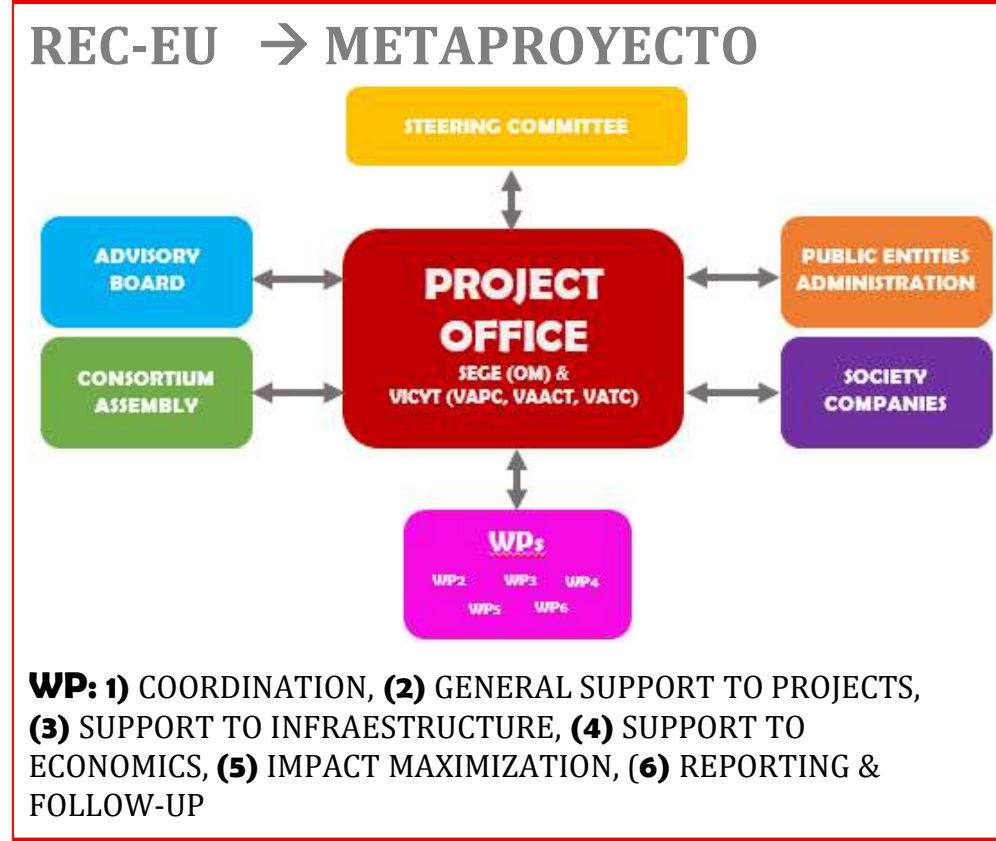 REC-EU → METAPROYECTO
STEERING COMMITTEE
ADVISORY
BOARD
PUBLIC ENTITIES
ADMINISTRATION
PROJECT
OFFICE
SEGE (OM) &
VICYT (VAPC, VAACT, VATC)
CONSORTIUM
ASSEMBLY
SOCIETY
COMPANIES
WPs
WP2 WP3 WP4
WP5 WP6
WP: 1) COORDINATION, (2) GENERAL SUPPORT TO PROJECTS,
(3) SUPPORT TO INFRAESTRUCTURE, (4) SUPPORT TO
ECONOMICS, (5) IMPACT MAXIMIZATION, (6) REPORTING &
FOLLOW-UP